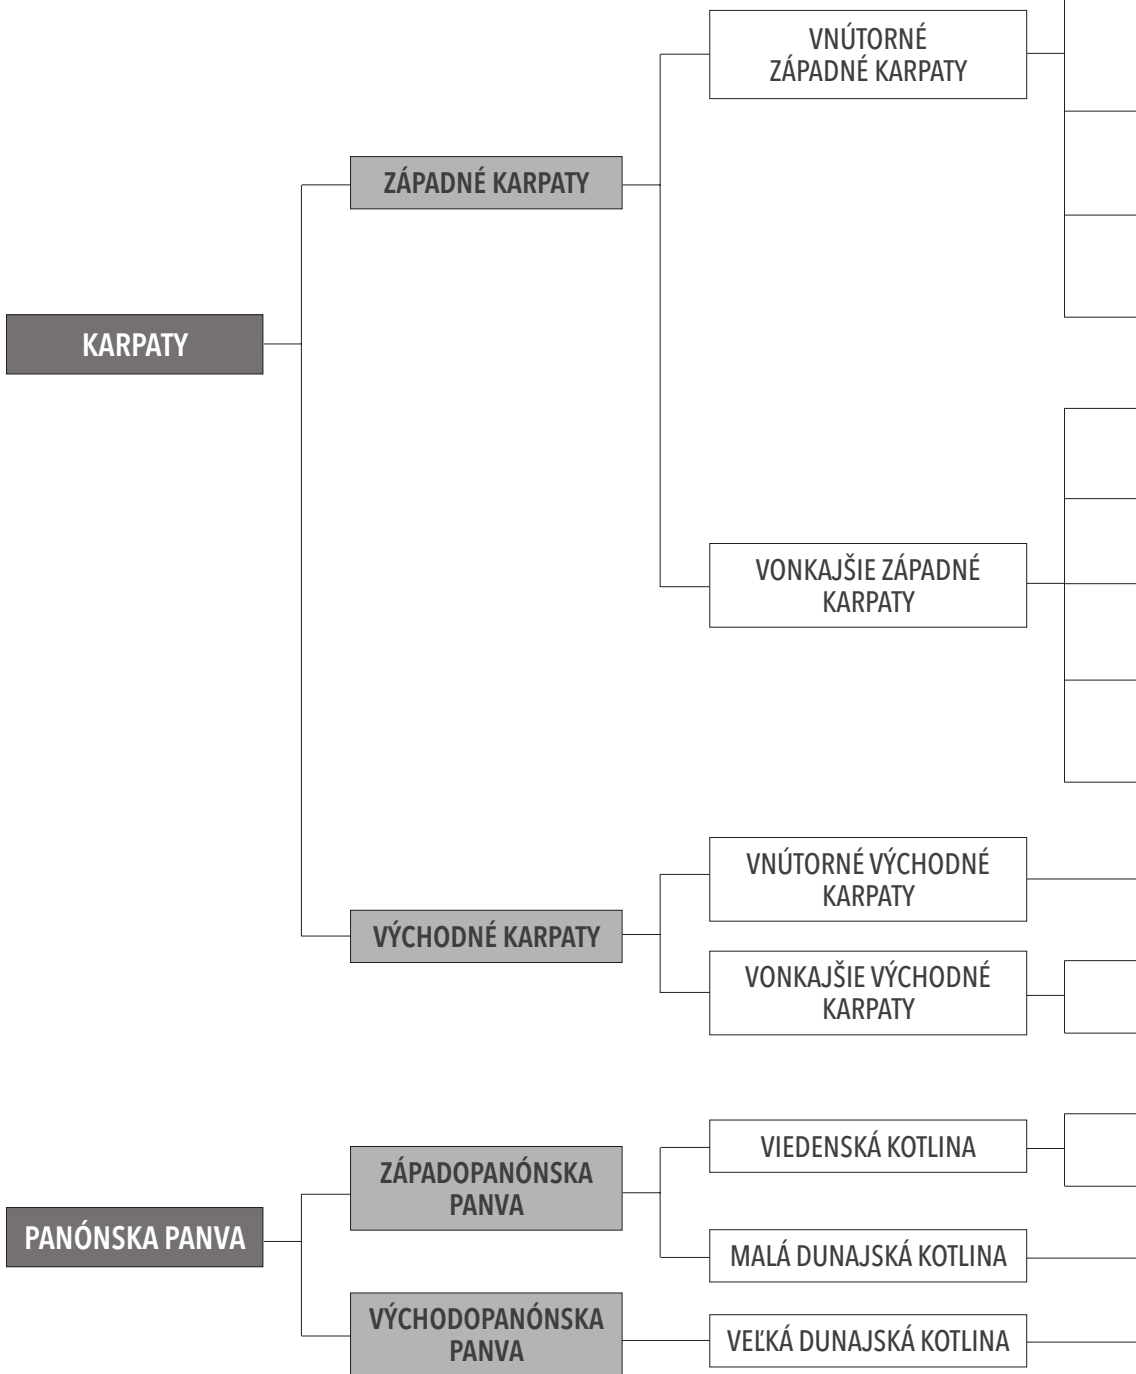 VNÚTORNÉ
ZÁPADNÉ KARPATY
ZÁPADNÉ KARPATY
KARPATY
VONKAJŠIE ZÁPADNÉ
KARPATY
VNÚTORNÉ VÝCHODNÉ
KARPATY
VÝCHODNÉ KARPATY
VONKAJŠIE VÝCHODNÉ
KARPATY
VIEDENSKÁ KOTLINA
ZÁPADOPANÓNSKA
PANVA
PANÓNSKA PANVA
MALÁ DUNAJSKÁ KOTLINA
VÝCHODOPANÓNSKA
PANVA
VEĽKÁ DUNAJSKÁ KOTLINA